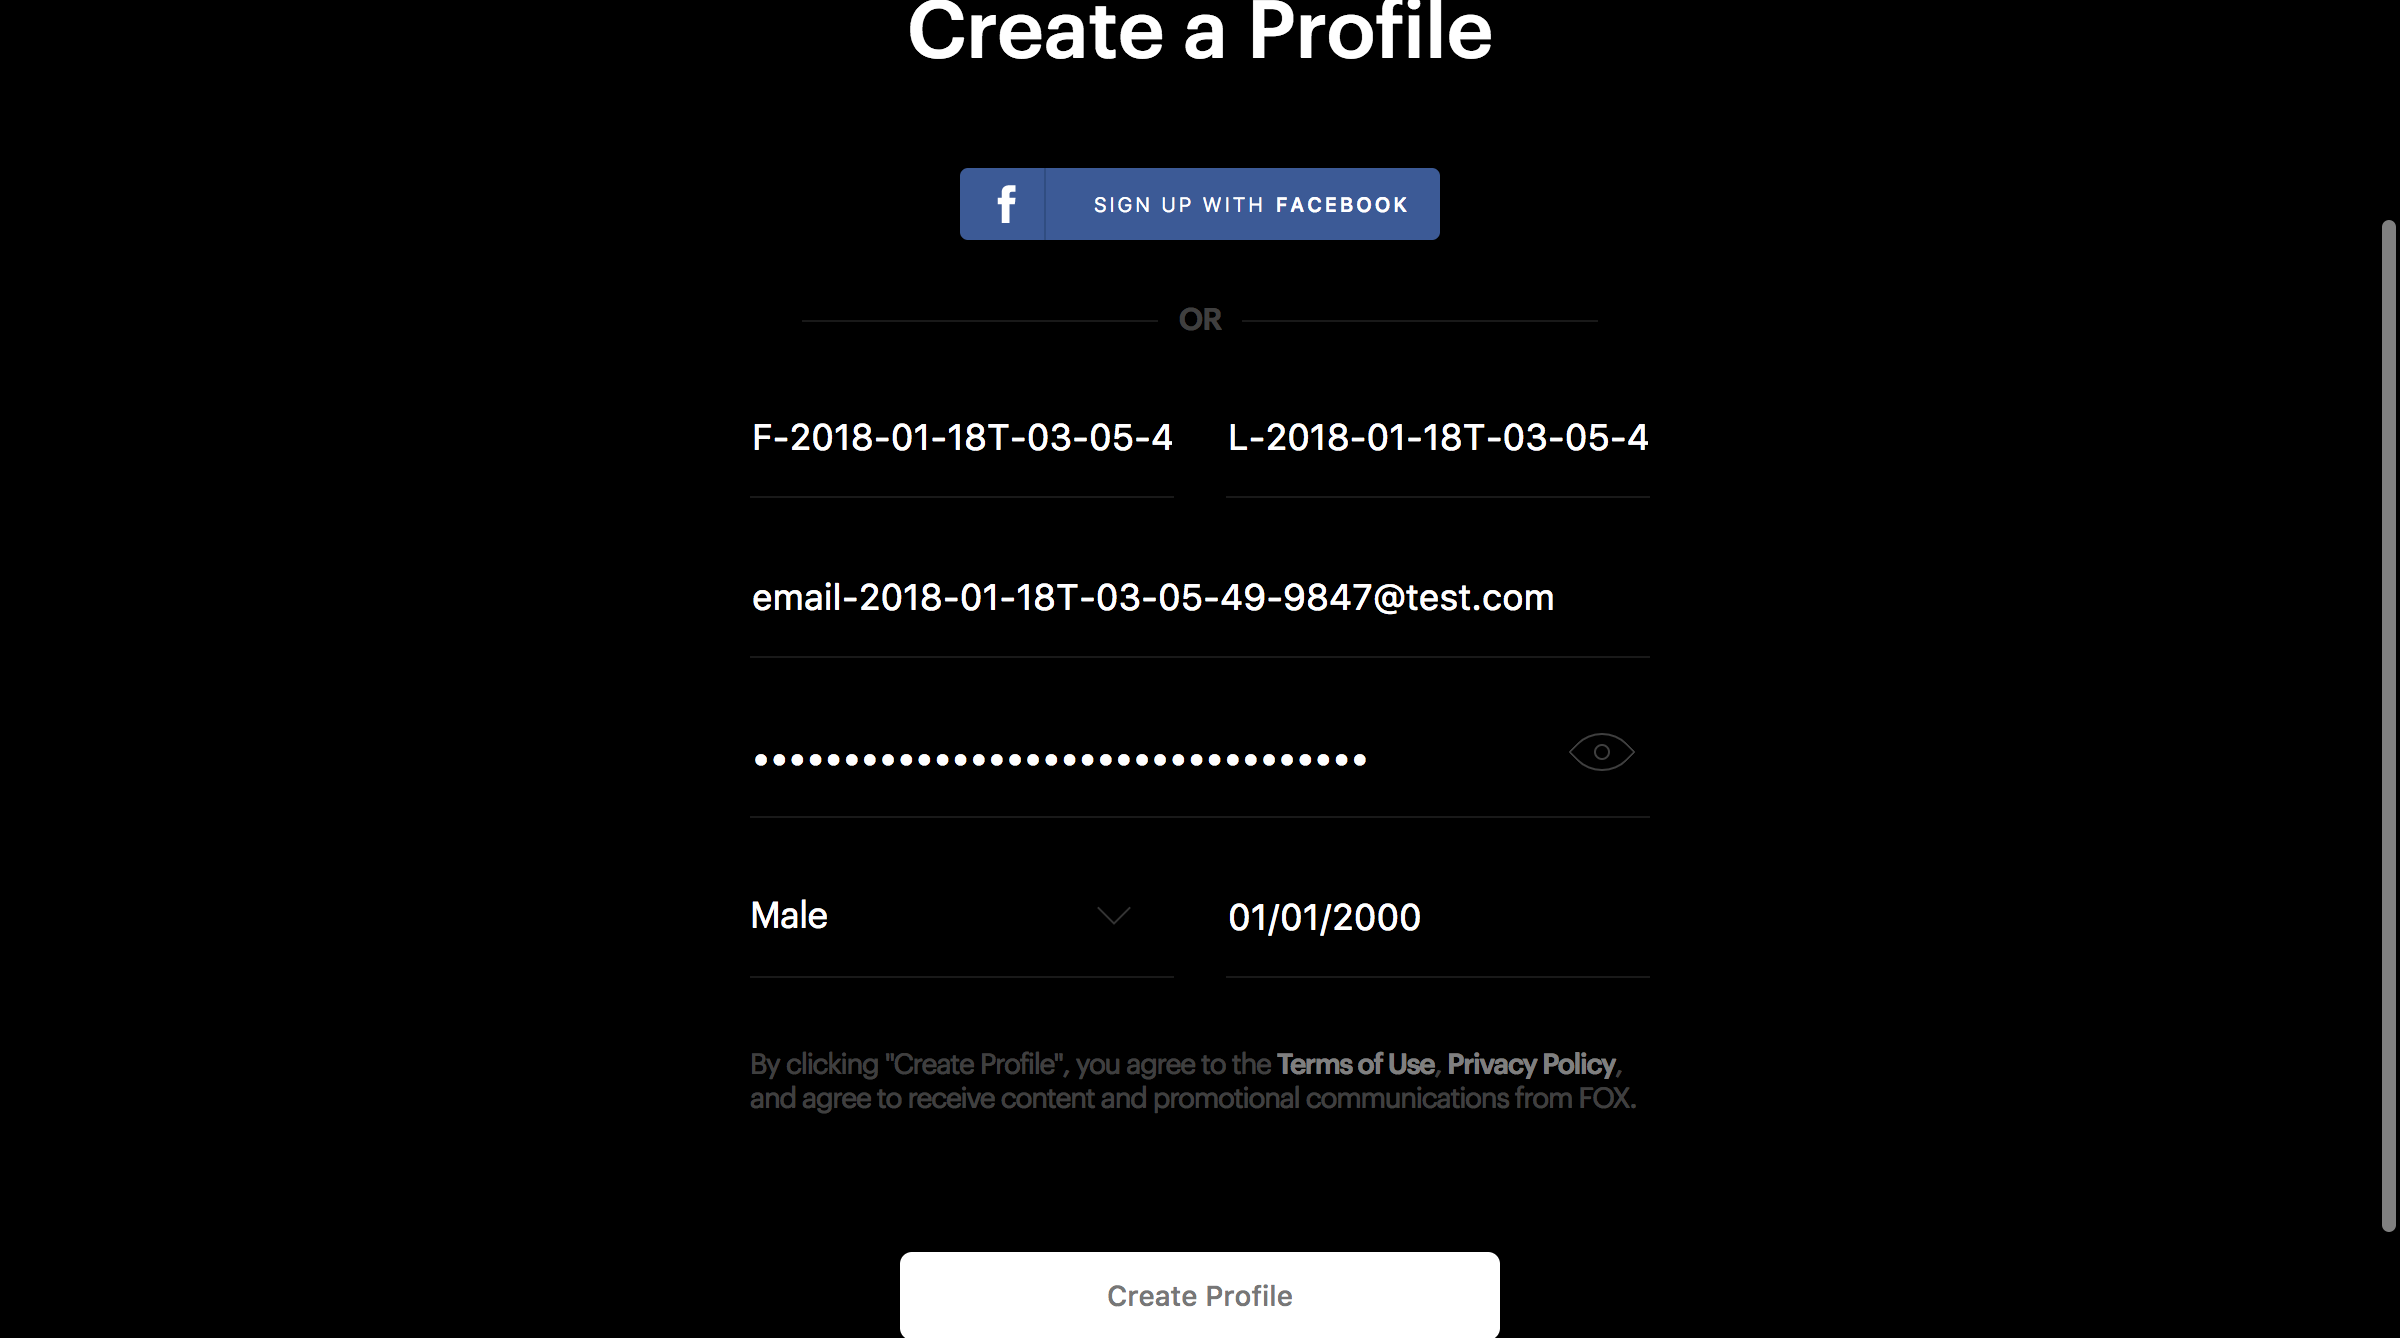 Create a Profile
f SIGN UP WITH FACEBOOK
OR
F-2018-01-18T-03-05-4 L-2018-01-18T-03-05-4
email-2018-01-18T-03-05-49-9847@test.com
••••••••••••••••••••••••••••••••••
Male 01/01/2000
By clicking "Create Profile", you agree to the Terms of Use, Privacy Policy,
and agree to receive content and promotional communications from FOX.
Create Profile